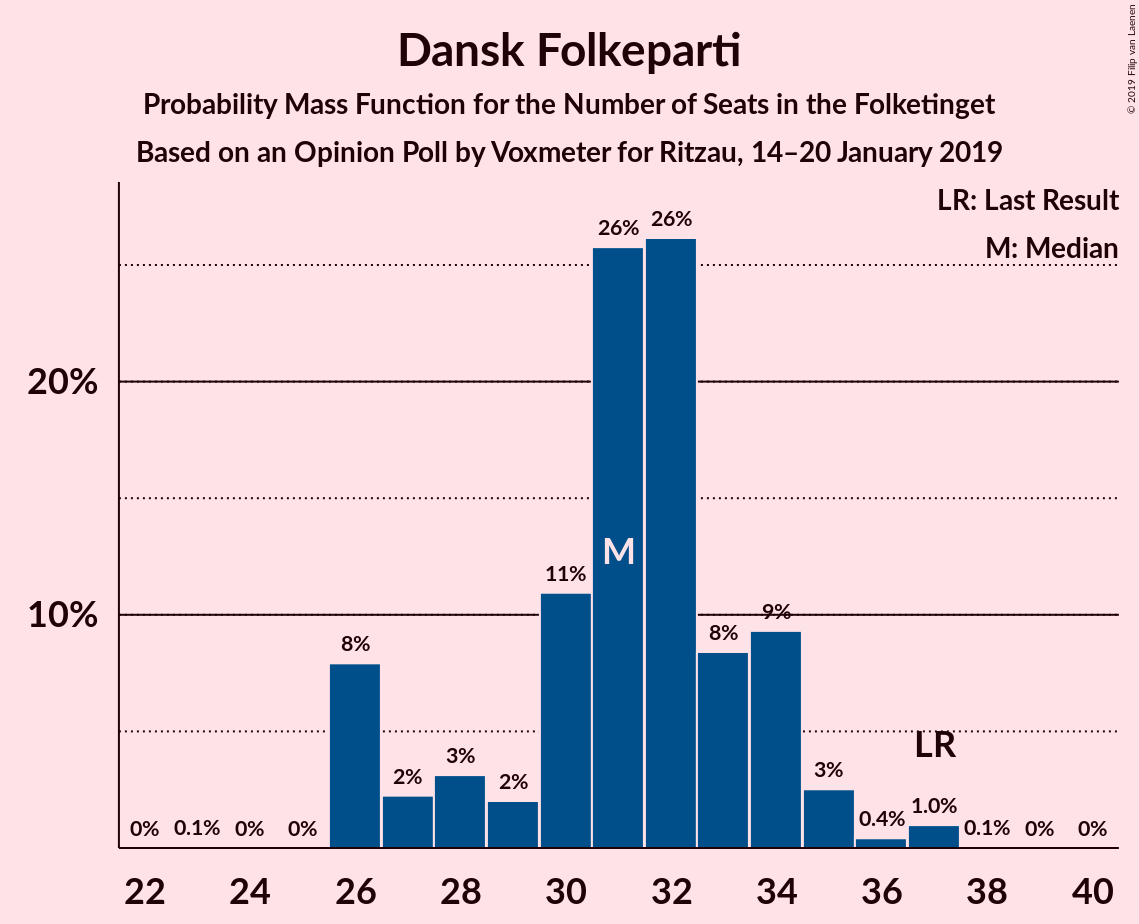 Dansk Folkeparti
Probability Mass Function for the Number of Seats in the Folketinget
Based on an Opinion Poll by Voxmeter for Ritzau, 14–20 January 2019
© 2019 Filip van Laenen
LR: Last Result
M: Median
20%
10%
0%
0.1%
0%
0%
8%
2%
3%
2%
11%
26%
26%
8%
9%
3%
0.4%
1.0%
0.1%
0%
0%
M
LR
22 24 26 28 30 32 34 36 38 40